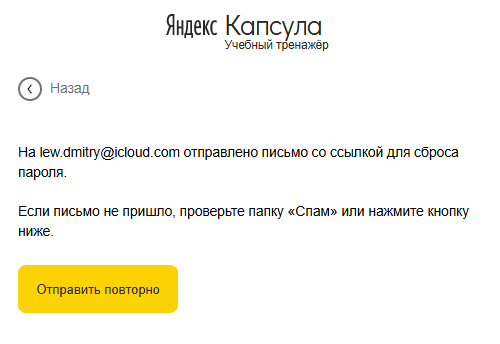 Яндекс Капсула
Учебный тренажёр
Назад
На lew.dmitry@icloud.com отправлено письмо со ссылкой для сброса
пароля.
Если письмо не пришло, проверьте папку «Спам» или нажмите кнопку
ниже.
Отправить повторно